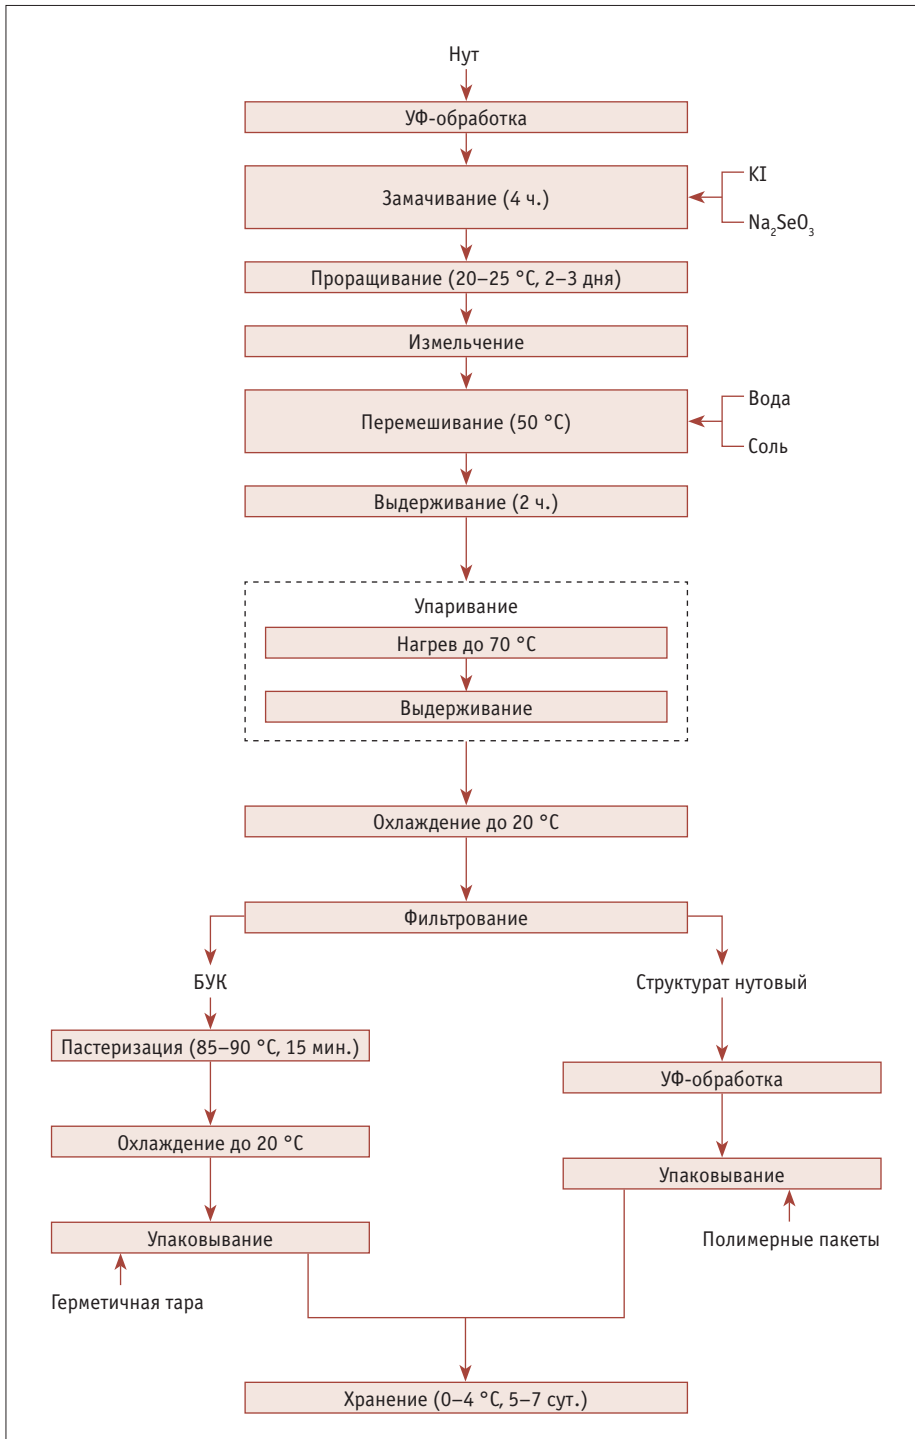 Нут
УФ-обработка
Замачивание (4 ч.)
KI
Na₂SeO₃
Проращивание (20–25 °C, 2–3 дня)
Измельчение
Перемешивание (50 °C)
Вода
Соль
Выдерживание (2 ч.)
Упаривание
Нагрев до 70 °C
Выдерживание
Охлаждение до 20 °C
Фильтрование
БУК
Структурат нутовый
Пастеризация (85–90 °C, 15 мин.)
УФ-обработка
Охлаждение до 20 °C
Упаковывание
Упаковывание
Полимерные пакеты
Герметичная тара
Хранение (0–4 °C, 5–7 сут.)